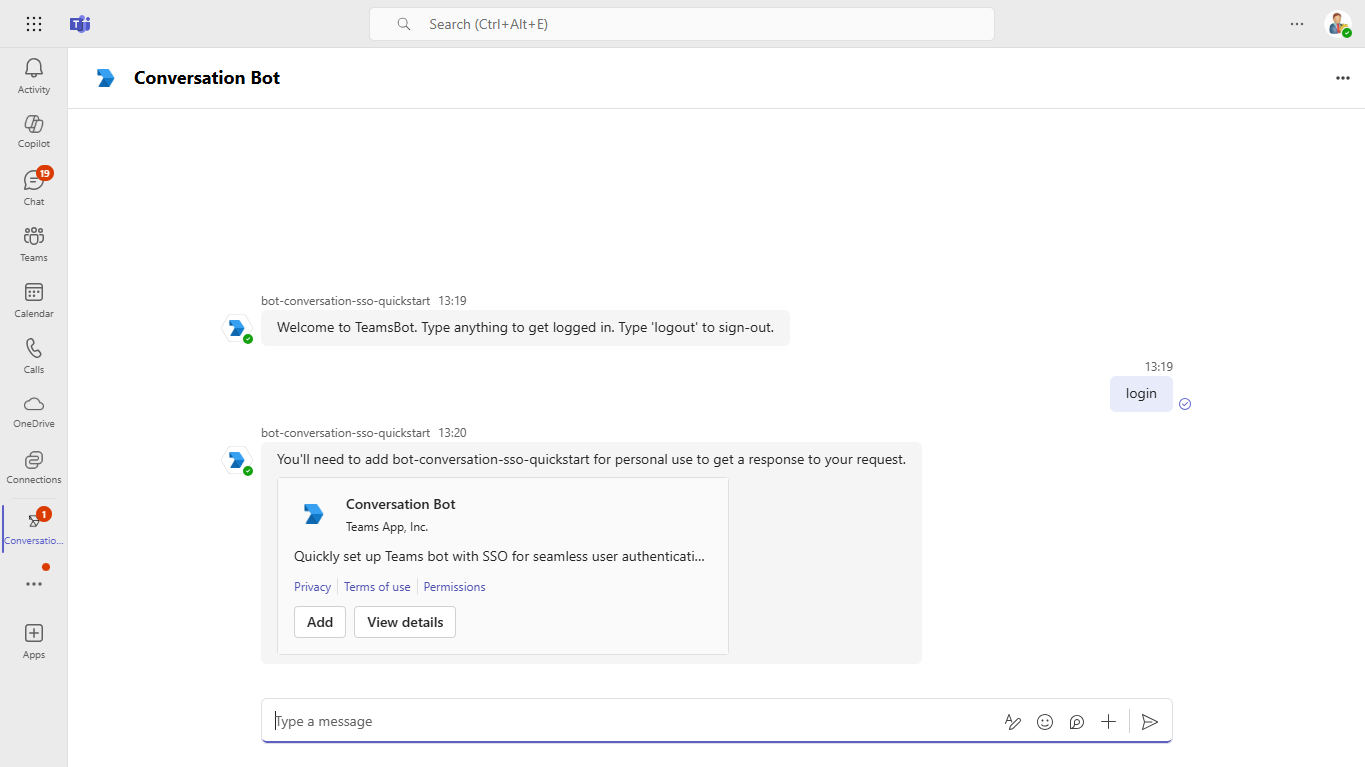 Search (Ctrl+Alt+E)
Activity
Copilot
19
Chat
Teams
Calendar
Calls
OneDrive
Connections
1
Conversatio...
Apps
Conversation Bot
bot-conversation-sso-quickstart 13:19
Welcome to TeamsBot. Type anything to get logged in. Type 'logout' to sign-out.
13:19
login
bot-conversation-sso-quickstart 13:20
You'll need to add bot-conversation-sso-quickstart for personal use to get a response to your request.
Conversation Bot
Teams App, Inc.
Quickly set up Teams bot with SSO for seamless user authenticati...
Privacy Terms of use Permissions
Add View details
Type a message